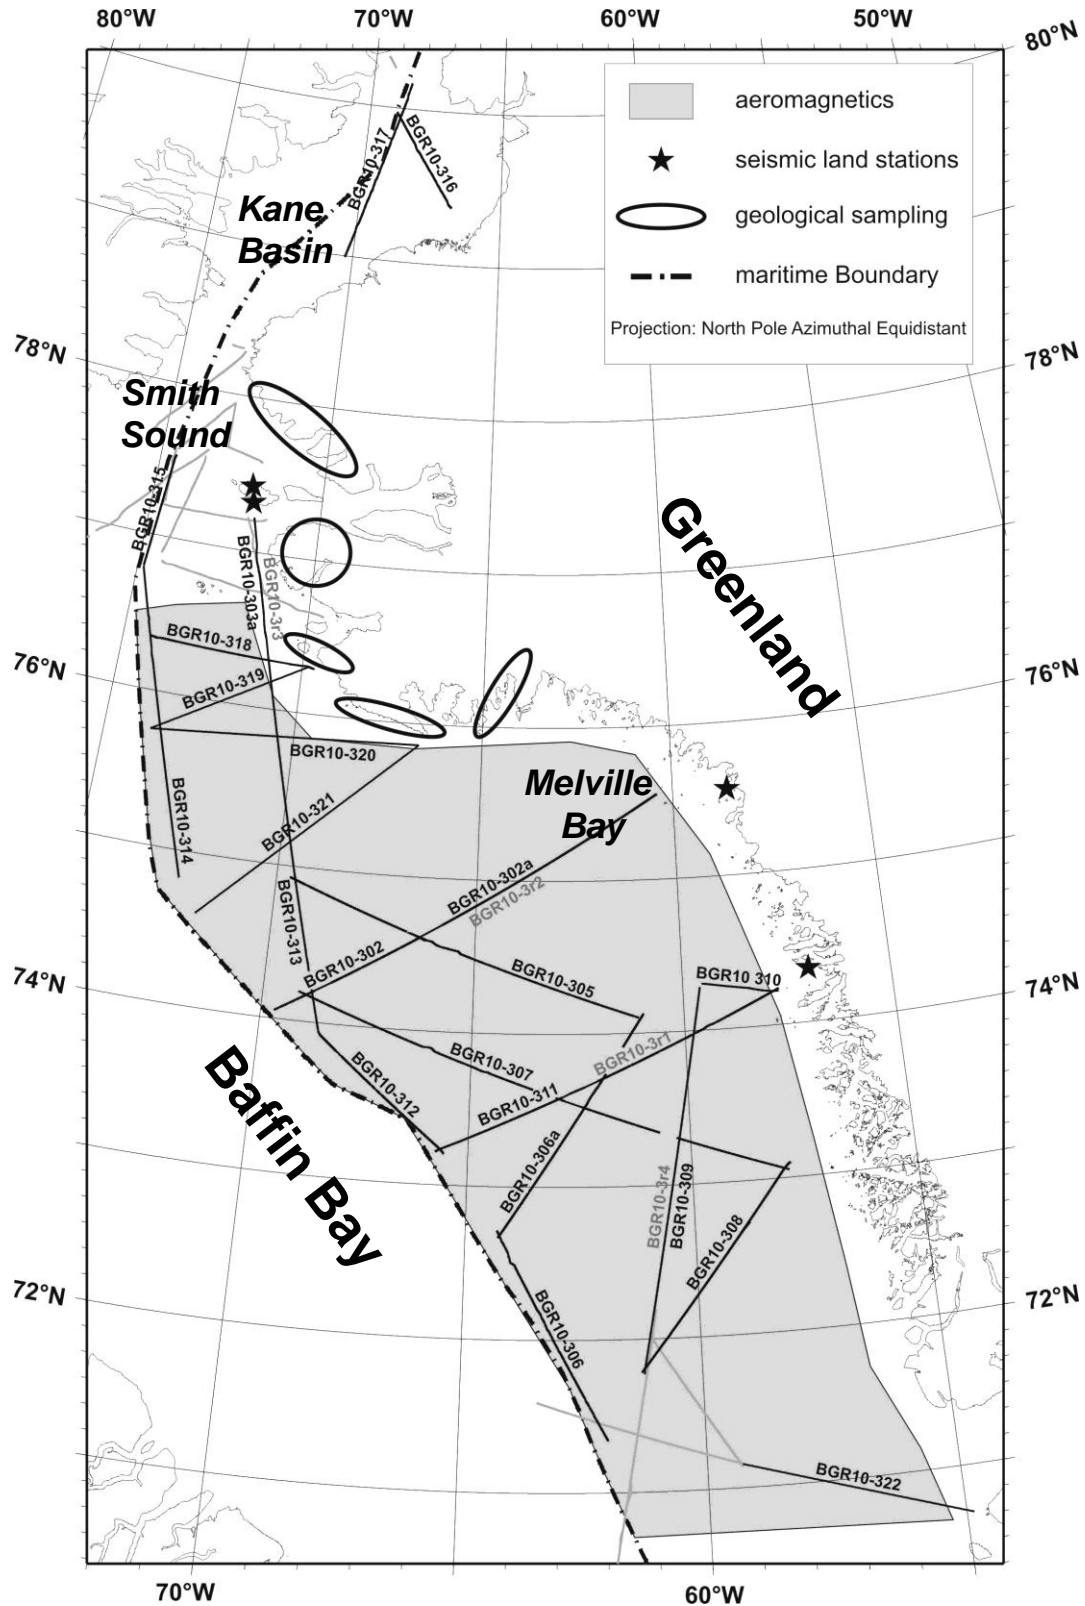 80°W 70°W 60°W 50°W
80°N
aeromagnetics
seismic land stations
geological sampling
maritime Boundary
Projection: North Pole Azimuthal Equidistant
BGR10-317
BGR10-316
Kane
Basin
78°N
78°N
Smith
Sound
BGR10-315
Greenland
BGR10-303a
BGR10-3r3
BGR10-318
76°N
76°N
BGR10-319
BGR10-320
Melville
Bay
BGR10-314
BGR10-321
BGR10-302a
BGR10-3r2
BGR10-313
BGR10-302
BGR10-305
BGR10 310
74°N
74°N
BGR10-3r1
BGR10-307
BGR10-312
BGR10-311
Baffin Bay
BGR10-306a
BGR10-3r4
BGR10-309
BGR10-308
72°N
72°N
BGR10-306
BGR10-322
70°W 60°W